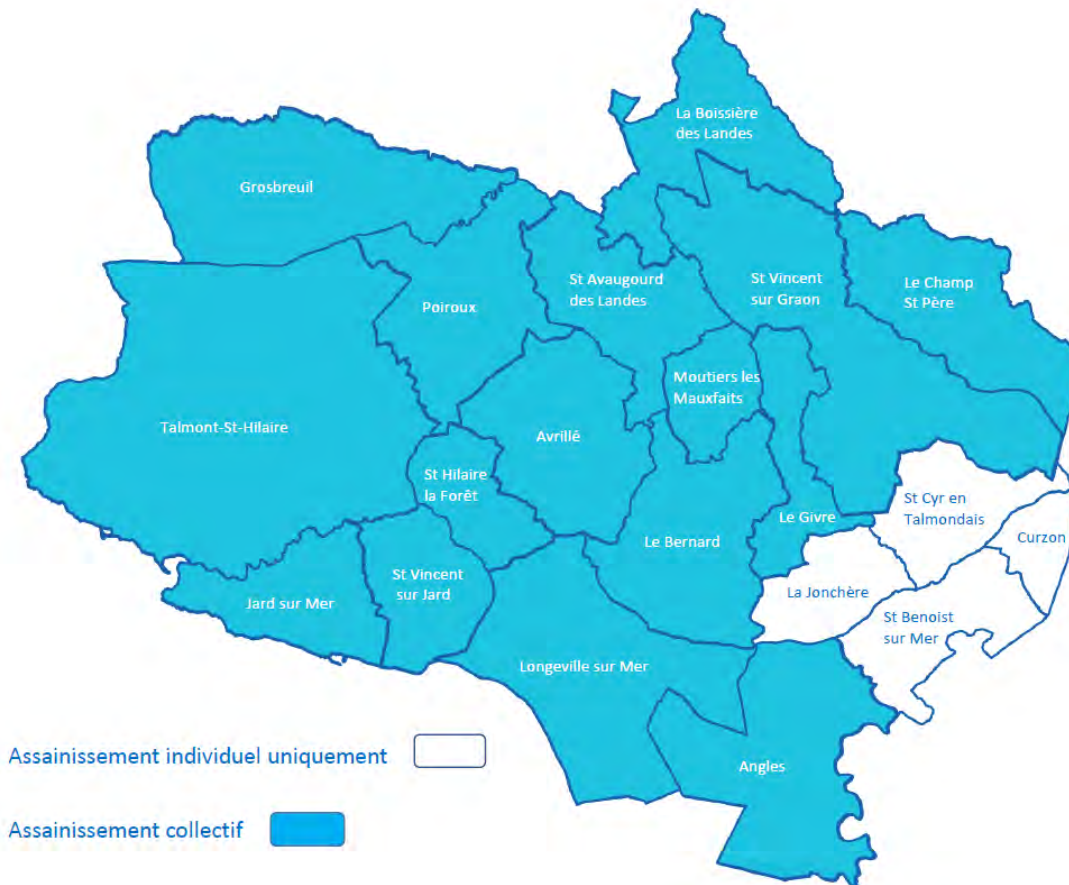 La Boissière
des Landes
Grosbreuil
St Avaugourd
des Landes
St Vincent
sur Graon
Le Champ
St Père
Poiroux
Moutiers les
Mauxfaits
Talmont-St-Hilaire
Avrillé
St Hilaire
la Forêt
St Cyr en
Talmondais
Le Givre
Curzon
Le Bernard
St Vincent
sur Jard
La Jonchère
Jard sur Mer
St Benoist
sur Mer
Longeville sur Mer
Angles
Assainissement individuel uniquement
Assainissement collectif